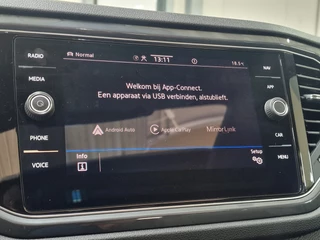 RADIO
MEDIA
PHONE
VOICE
Normal
13:11
18.5
Welkom bij App-Connect.
Een apparaat via USB verbinden, alstublieft.
Android Auto
Apple CarPlay
MirrorLink
Info
Setup
NAV
APP
CAR
MENU